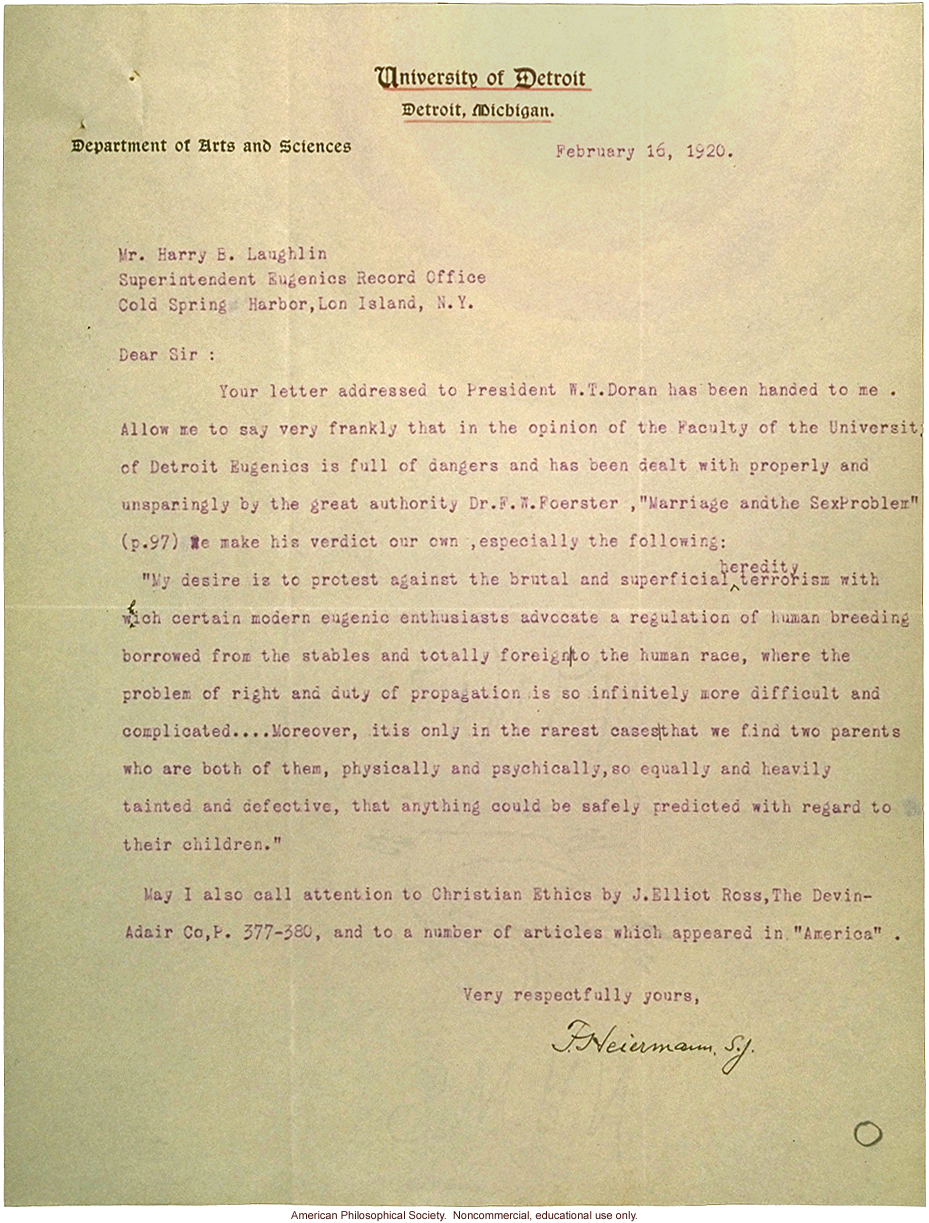 University of Detroit
Detroit, Michigan.
Department of Arts and Sciences
February 16, 1920.
Mr. Harry B. Laughlin
Superintendent Eugenics Record Office
Cold Spring Harbor,Lon Island, N.Y.
Dear Sir :
Your letter addressed to President W.T.Doran has been handed to me .
Allow me to say very frankly that in the opinion of the Faculty of the Universit
of Detroit Eugenics is full of dangers and has been dealt with properly and
unsparingly by the great authority Dr.F.W.Foerster ,"Marriage andthe SexProblem"
(p.97) We make his verdict our own ,especially the following:
"My desire is to protest against the brutal and superficial heredity terrorism with
which certain modern eugenic enthusiasts advocate a regulation of human breeding
borrowed from the stables and totally foreign to the human race, where the
problem of right and duty of propagation is so infinitely more difficult and
complicated....Moreover, itis only in the rarest cases that we find two parents
who are both of them, physically and psychically,so equally and heavily
tainted and defective, that anything could be safely predicted with regard to
their children."
May I also call attention to Christian Ethics by J.Elliot Ross,The Devin-
Adair Co,P. 377-380, and to a number of articles which appeared in "America" .
Very respectfully yours,
F. Heiermann, S.J.
American Philosophical Society. Noncommercial, educational use only.